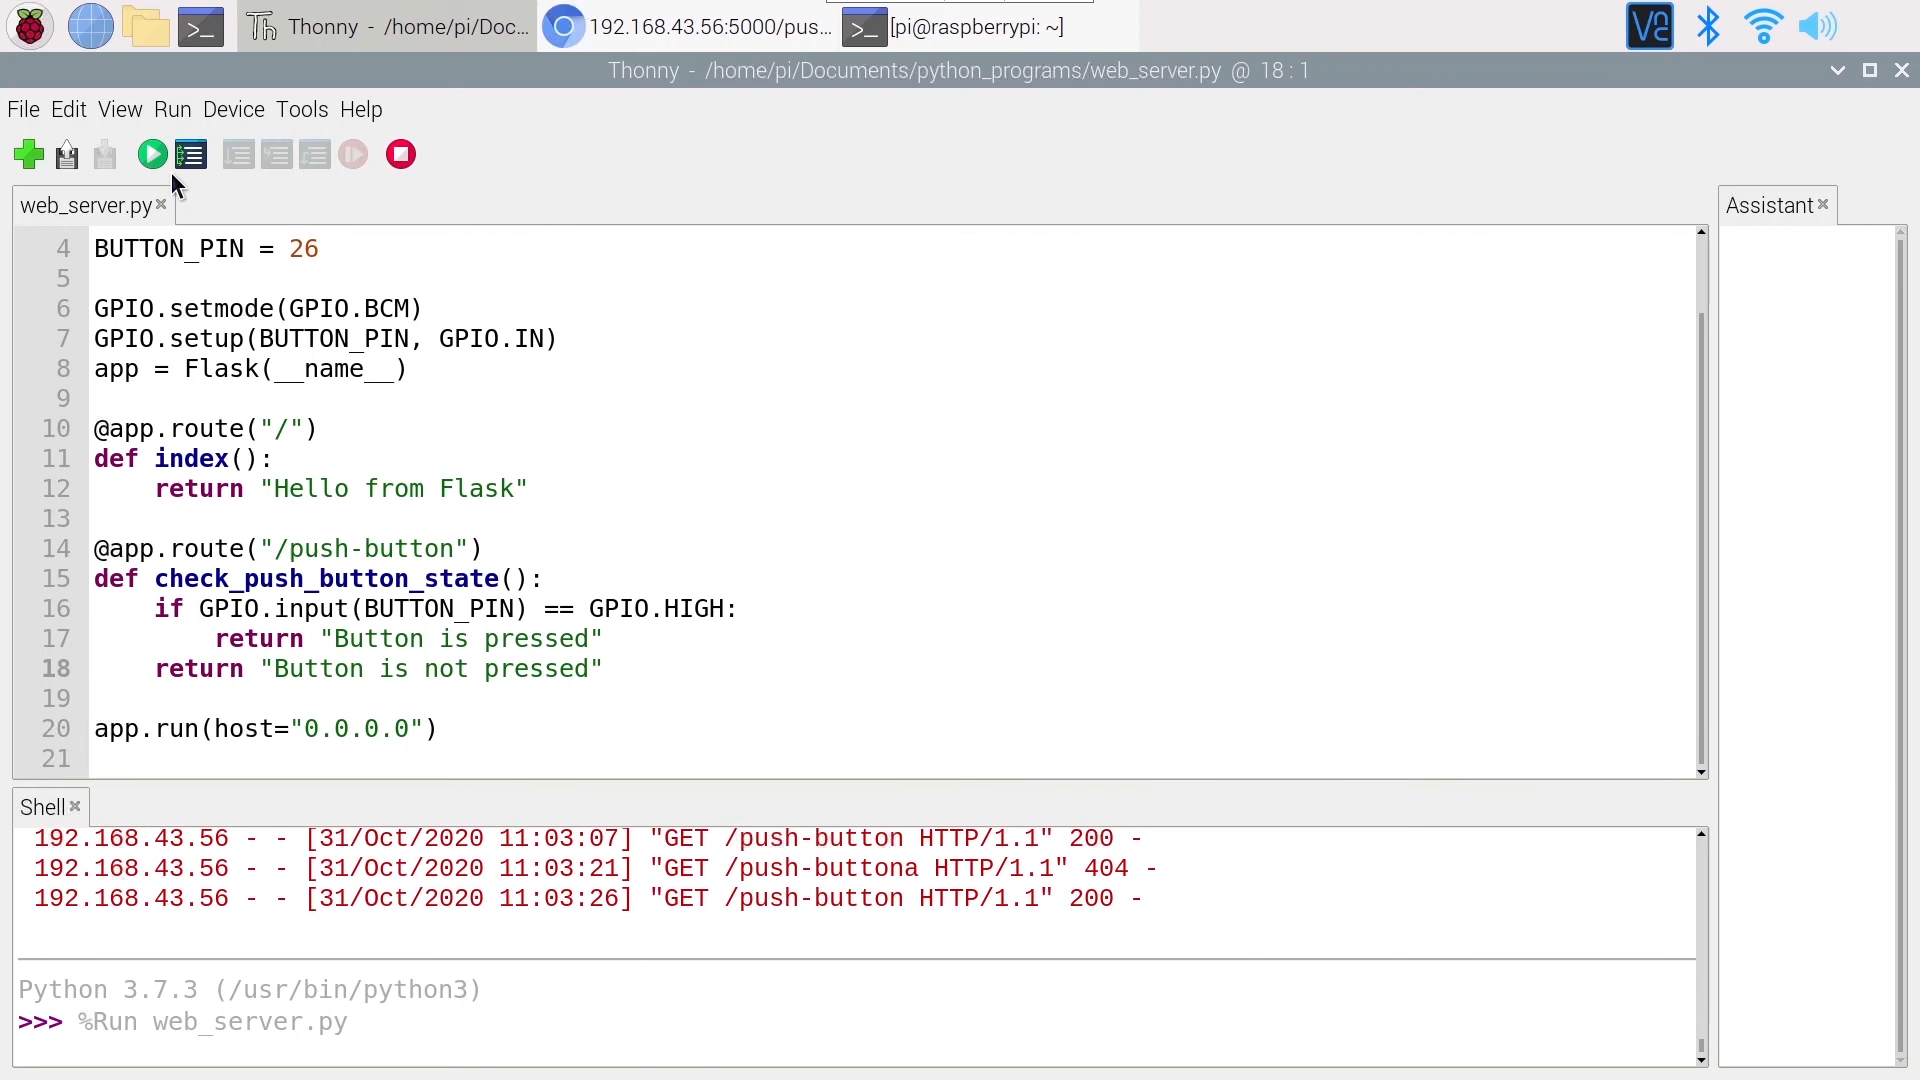 Thonny - /home/pi/Doc...
192.168.43.56:5000/pus...
[pi@raspberrypi: ~]
Thonny - /home/pi/Documents/python_programs/web_server.py @ 18 : 1
File Edit View Run Device Tools Help
web_server.py
Assistant
4 BUTTON_PIN = 26
5
6 GPIO.setmode(GPIO.BCM)
7 GPIO.setup(BUTTON_PIN, GPIO.IN)
8 app = Flask(__name__)
9
10 @app.route("/")
11 def index():
12     return "Hello from Flask"
13
14 @app.route("/push-button")
15 def check_push_button_state():
16     if GPIO.input(BUTTON_PIN) == GPIO.HIGH:
17         return "Button is pressed"
18     return "Button is not pressed"
19
20 app.run(host="0.0.0.0")
21
Shell
192.168.43.56 - - [31/Oct/2020 11:03:07] "GET /push-button HTTP/1.1" 200 -
192.168.43.56 - - [31/Oct/2020 11:03:21] "GET /push-buttona HTTP/1.1" 404 -
192.168.43.56 - - [31/Oct/2020 11:03:26] "GET /push-button HTTP/1.1" 200 -
Python 3.7.3 (/usr/bin/python3)
>>> %Run web_server.py